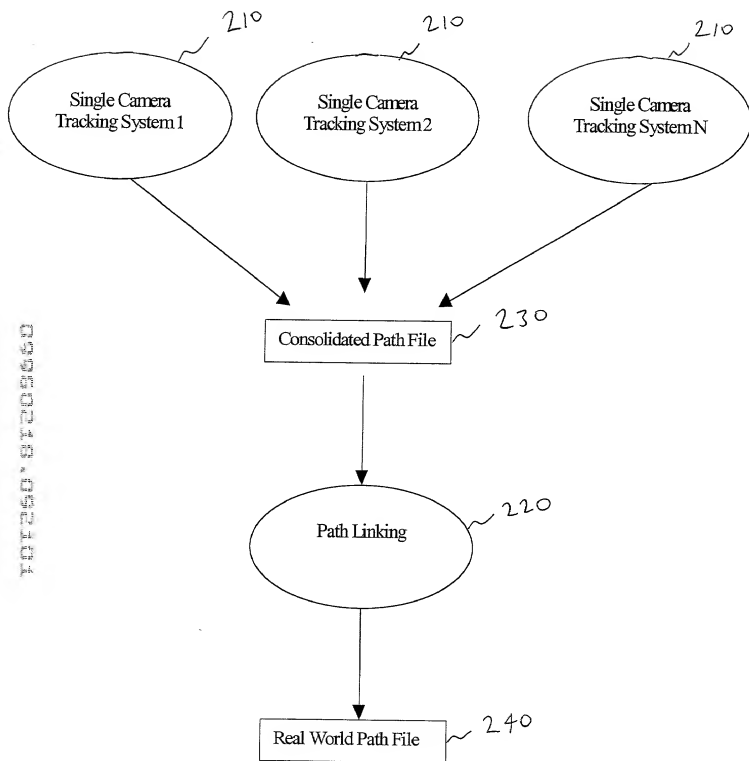 210
210
210
Single Camera
Tracking System 1
Single Camera
Tracking System 2
Single Camera
Tracking System N
230
Consolidated Path File
220
Path Linking
240
Real World Path File